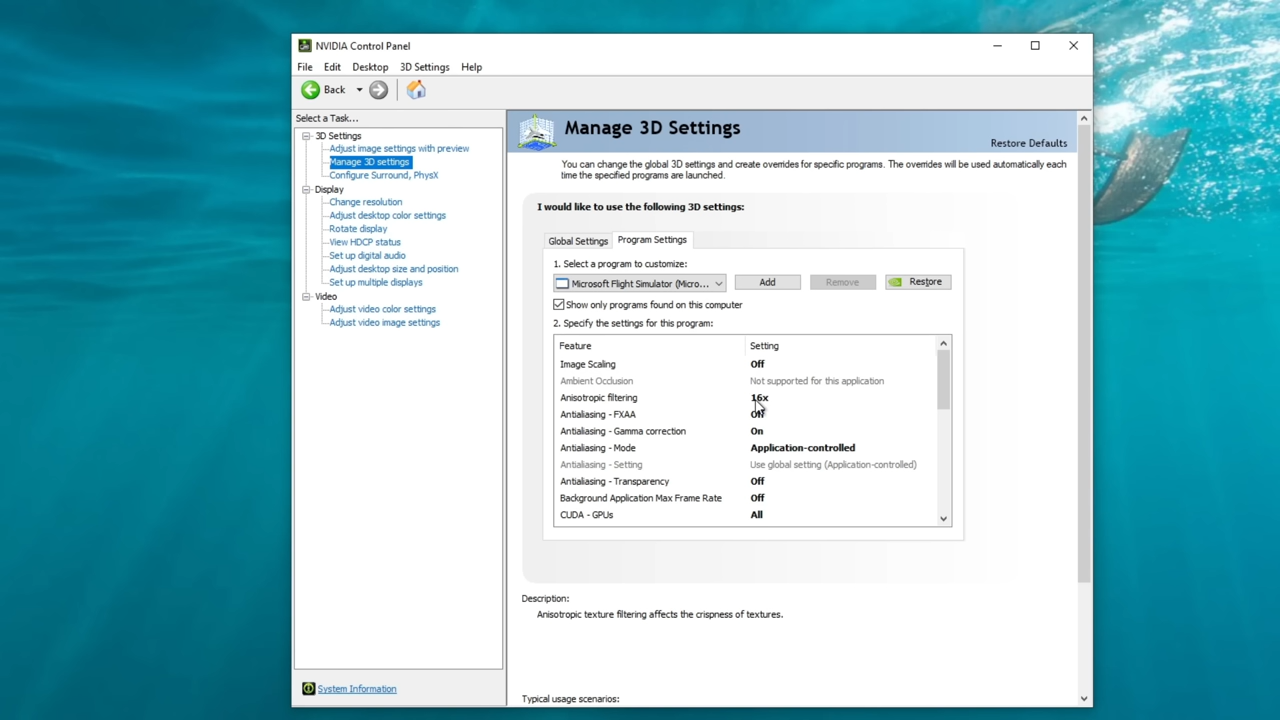 NVIDIA Control Panel
File Edit Desktop 3D Settings Help
Back
Select a Task...
3D Settings
Adjust image settings with preview
Manage 3D settings
Configure Surround, PhysX
Display
Change resolution
Adjust desktop color settings
Rotate display
View HDCP status
Set up digital audio
Adjust desktop size and position
Set up multiple displays
Video
Adjust video color settings
Adjust video image settings
System Information
Manage 3D Settings
Restore Defaults
You can change the global 3D settings and create overrides for specific programs. The overrides will be used automatically each
time the specified programs are launched.
I would like to use the following 3D settings:
Global Settings Program Settings
1. Select a program to customize:
Microsoft Flight Simulator (Micro... Add Remove Restore
Show only programs found on this computer
2. Specify the settings for this program:
Feature Setting
Image Scaling Off
Ambient Occlusion Not supported for this application
Anisotropic filtering 16x
Antialiasing - FXAA
Antialiasing - Gamma correction On
Antialiasing - Mode Application-controlled
Antialiasing - Setting Use global setting (Application-controlled)
Antialiasing - Transparency Off
Background Application Max Frame Rate Off
CUDA - GPUs All
Description:
Anisotropic texture filtering affects the crispness of textures.
Typical usage scenarios: